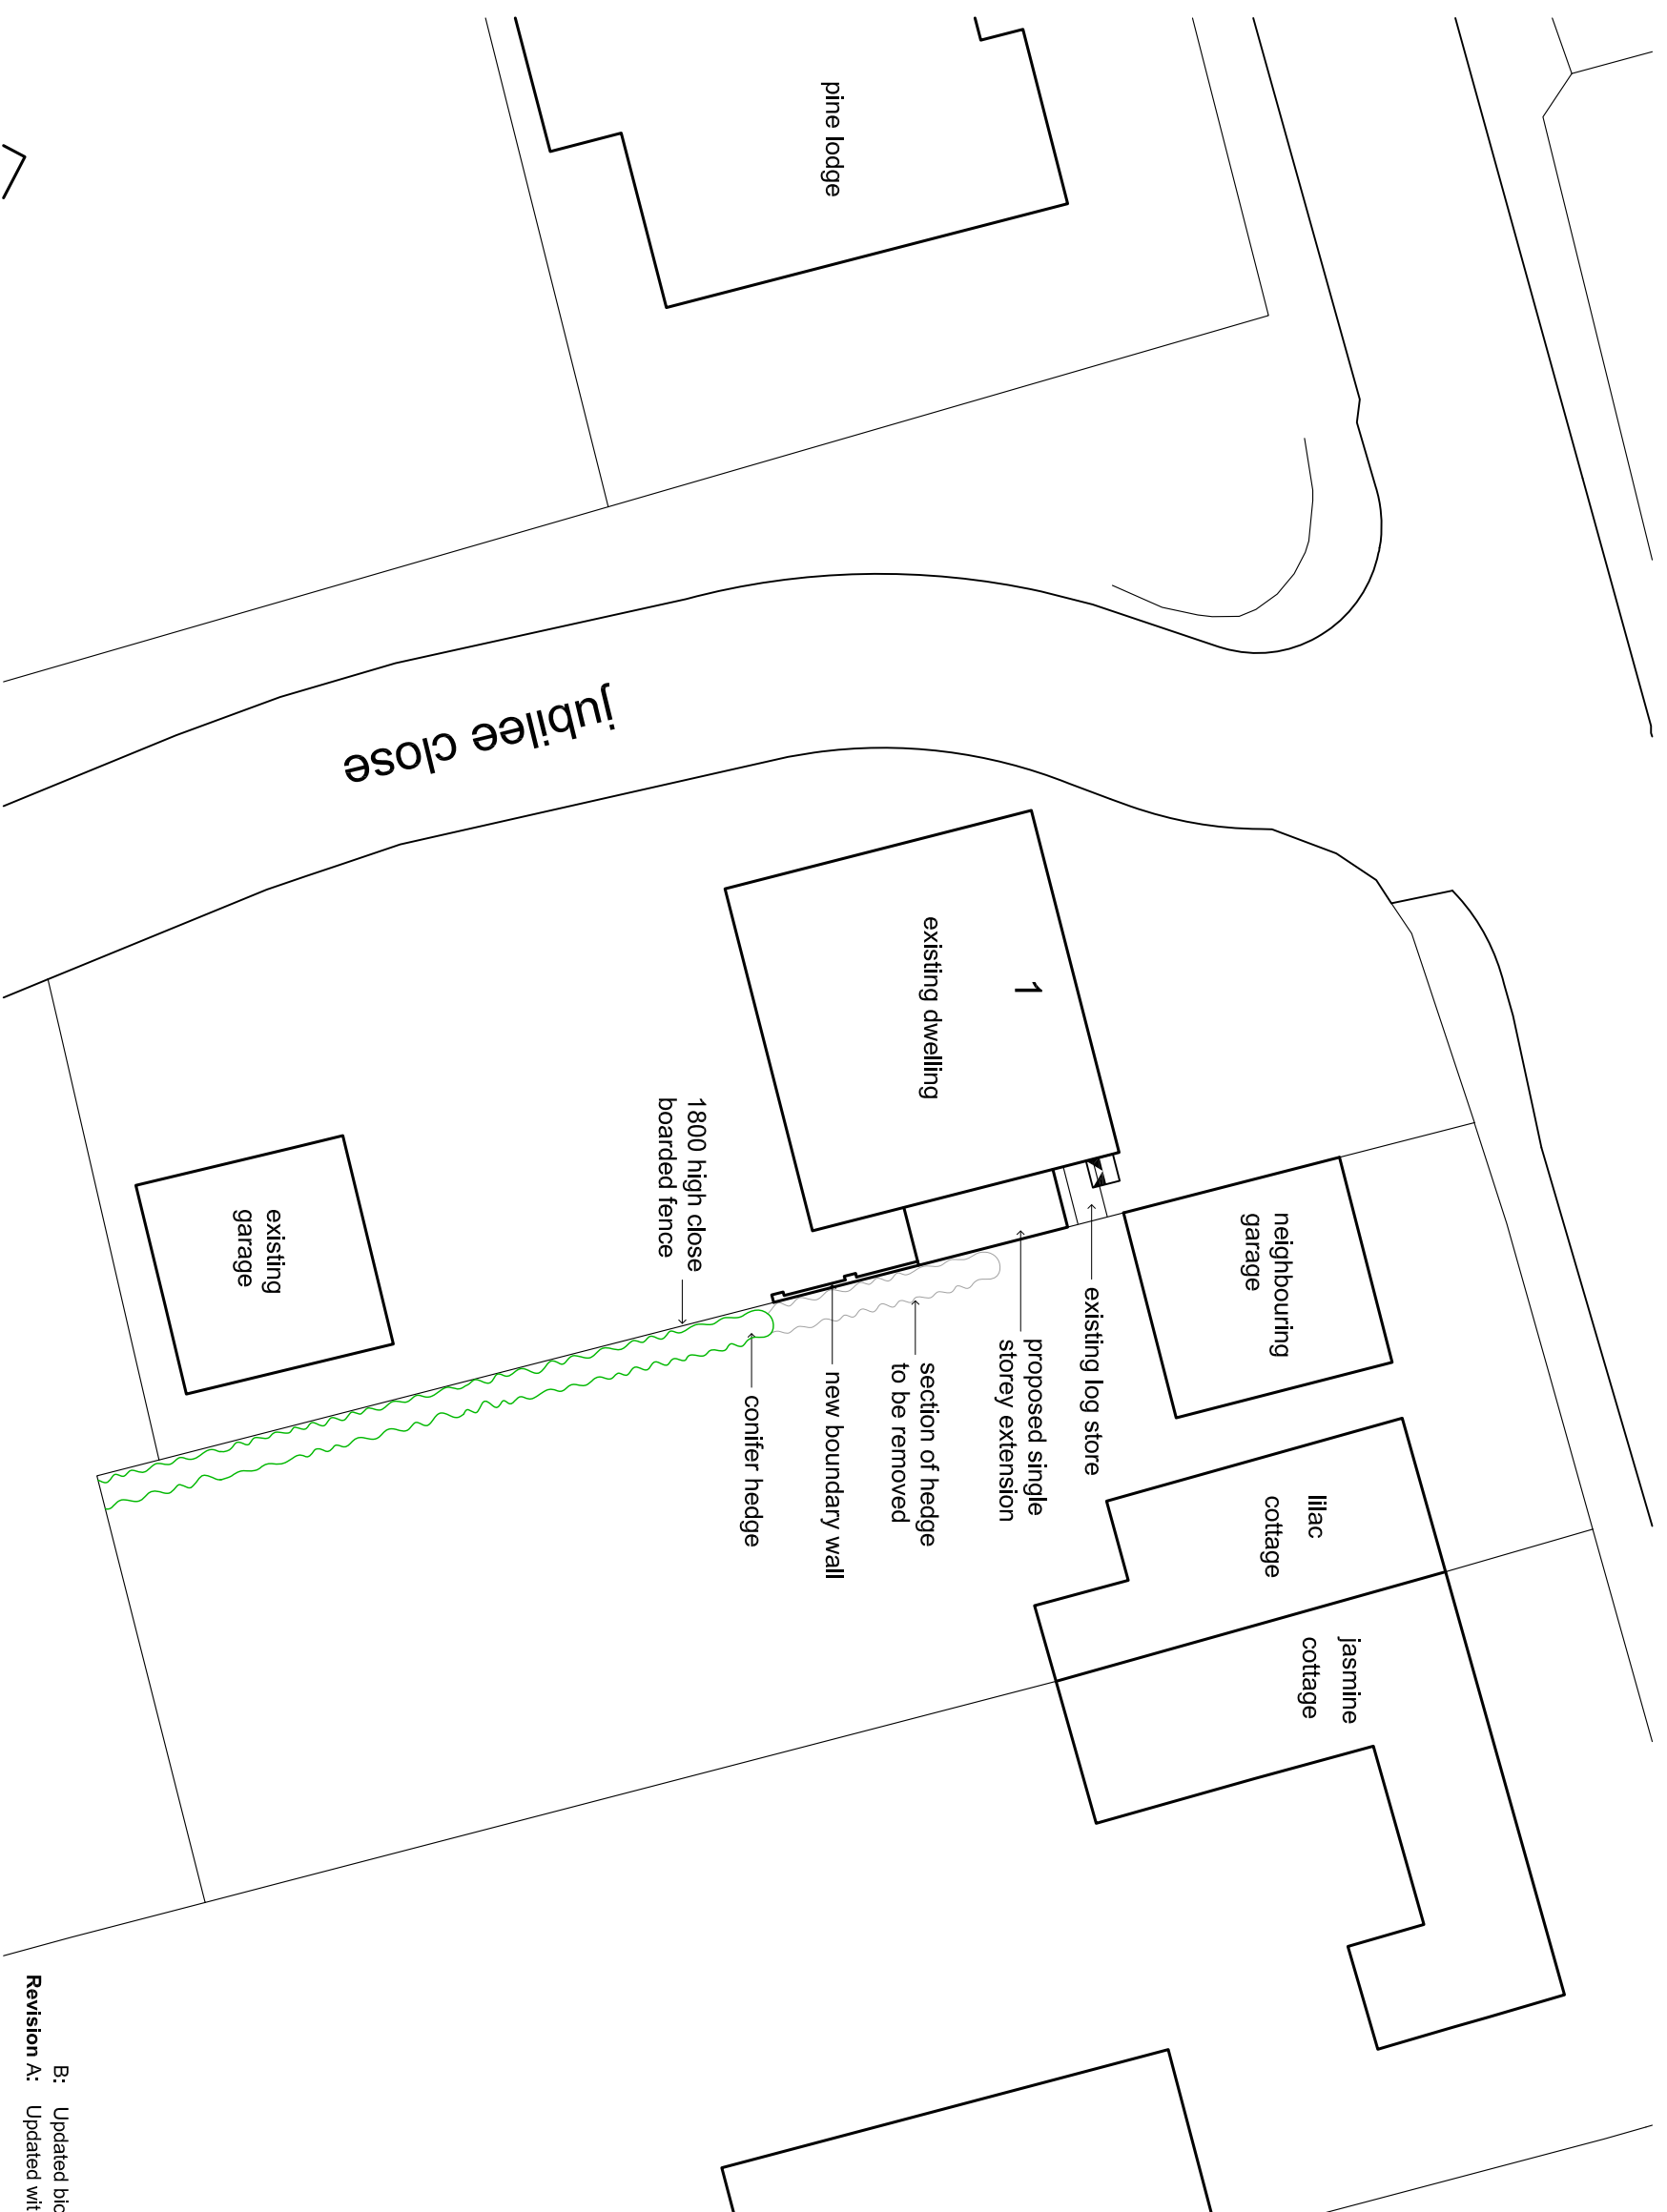 pine lodge
jubilee close
1
existing dwelling
neighbouring
garage
existing
garage
1800 high close
boarded fence
existing log store
proposed single
storey extension
section of hedge
to be removed
new boundary wall
conifer hedge
lilac
cottage
jasmine
cottage
B: Updated
Revision A: Updated